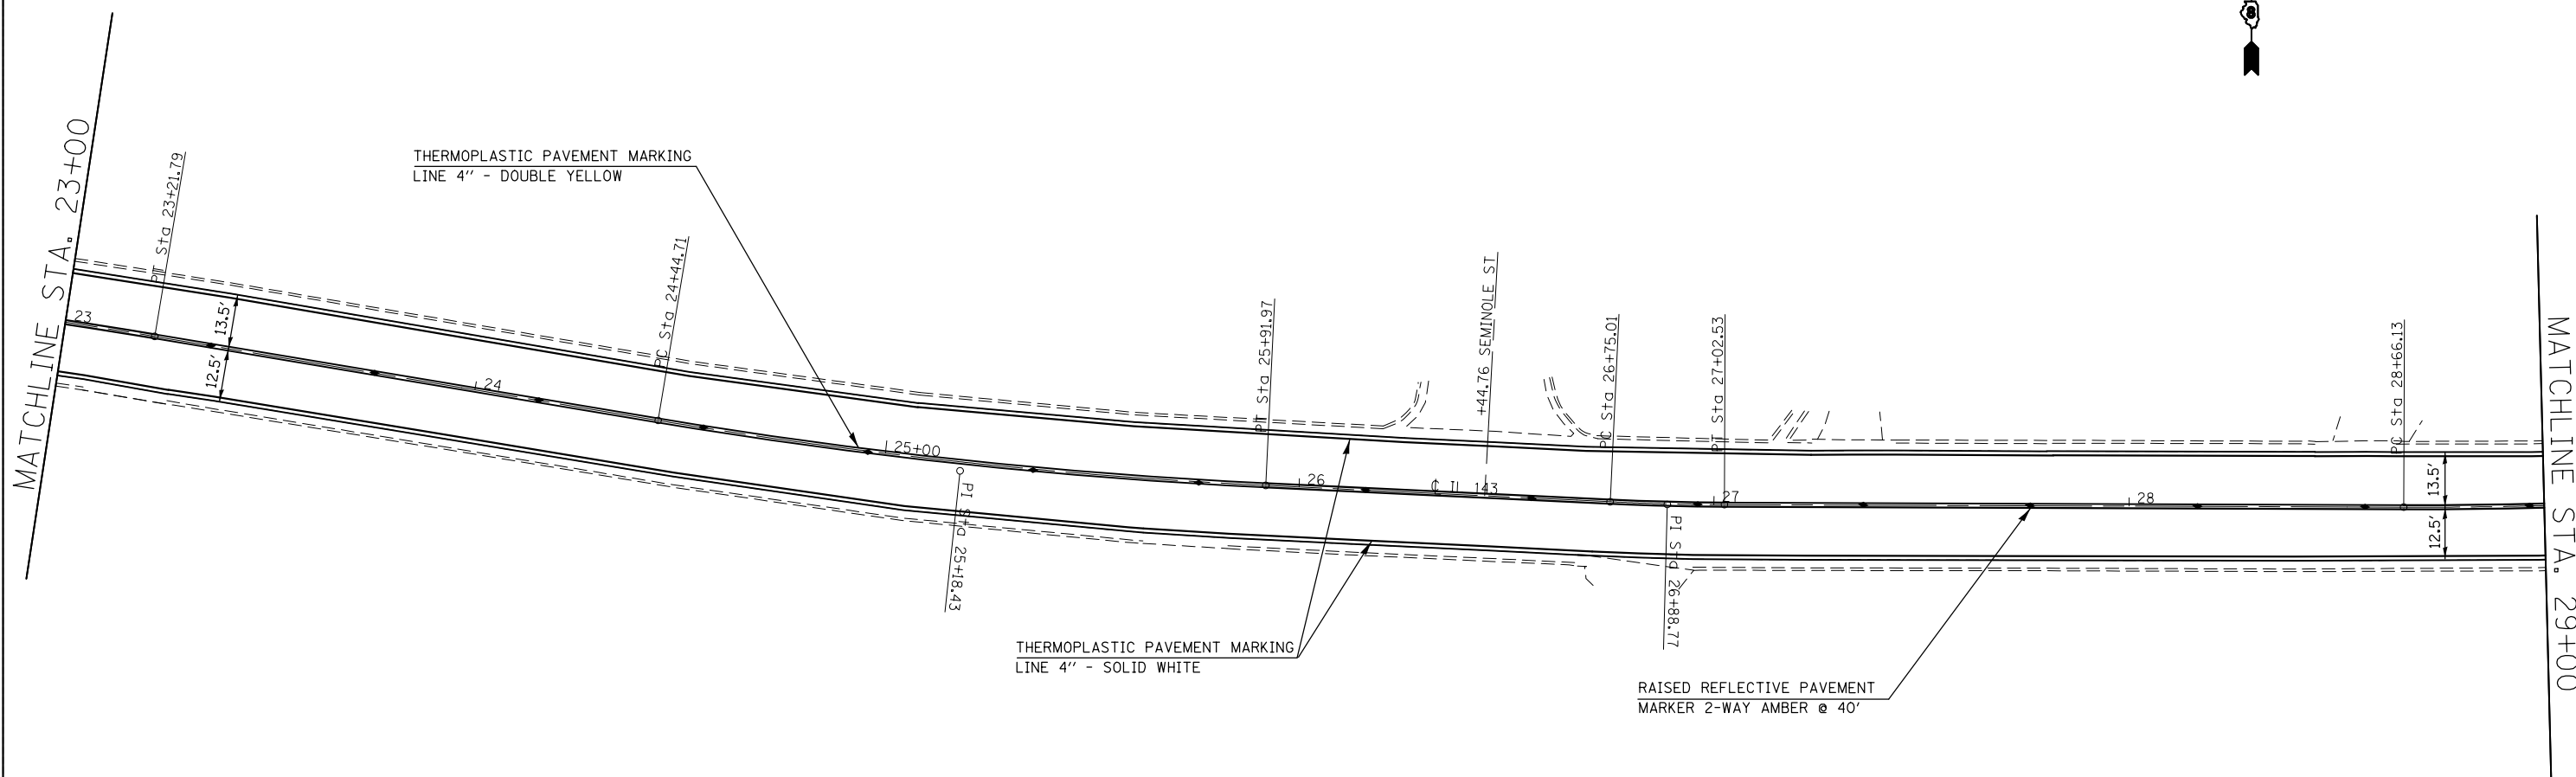 8
MATCHLINE STA. 23+00
23
PT Sta 23+21.79
13.5'
12.5'
THERMOPLASTIC PAVEMENT MARKING
LINE 4" - DOUBLE YELLOW
24
PC Sta 24+44.71
25+00
PI Sta 25+18.43
PT Sta 25+91.97
26
℄ IL 143
+44.76 SEMINOLE ST
PC Sta 26+75.01
PI Sta 26+88.77
PT Sta 27+02.53
27
28
PC Sta 28+66.13
13.5'
12.5'
THERMOPLASTIC PAVEMENT MARKING
LINE 4" - SOLID WHITE
RAISED REFLECTIVE PAVEMENT
MARKER 2-WAY AMBER @ 40'
MATCHLINE STA. 29+00